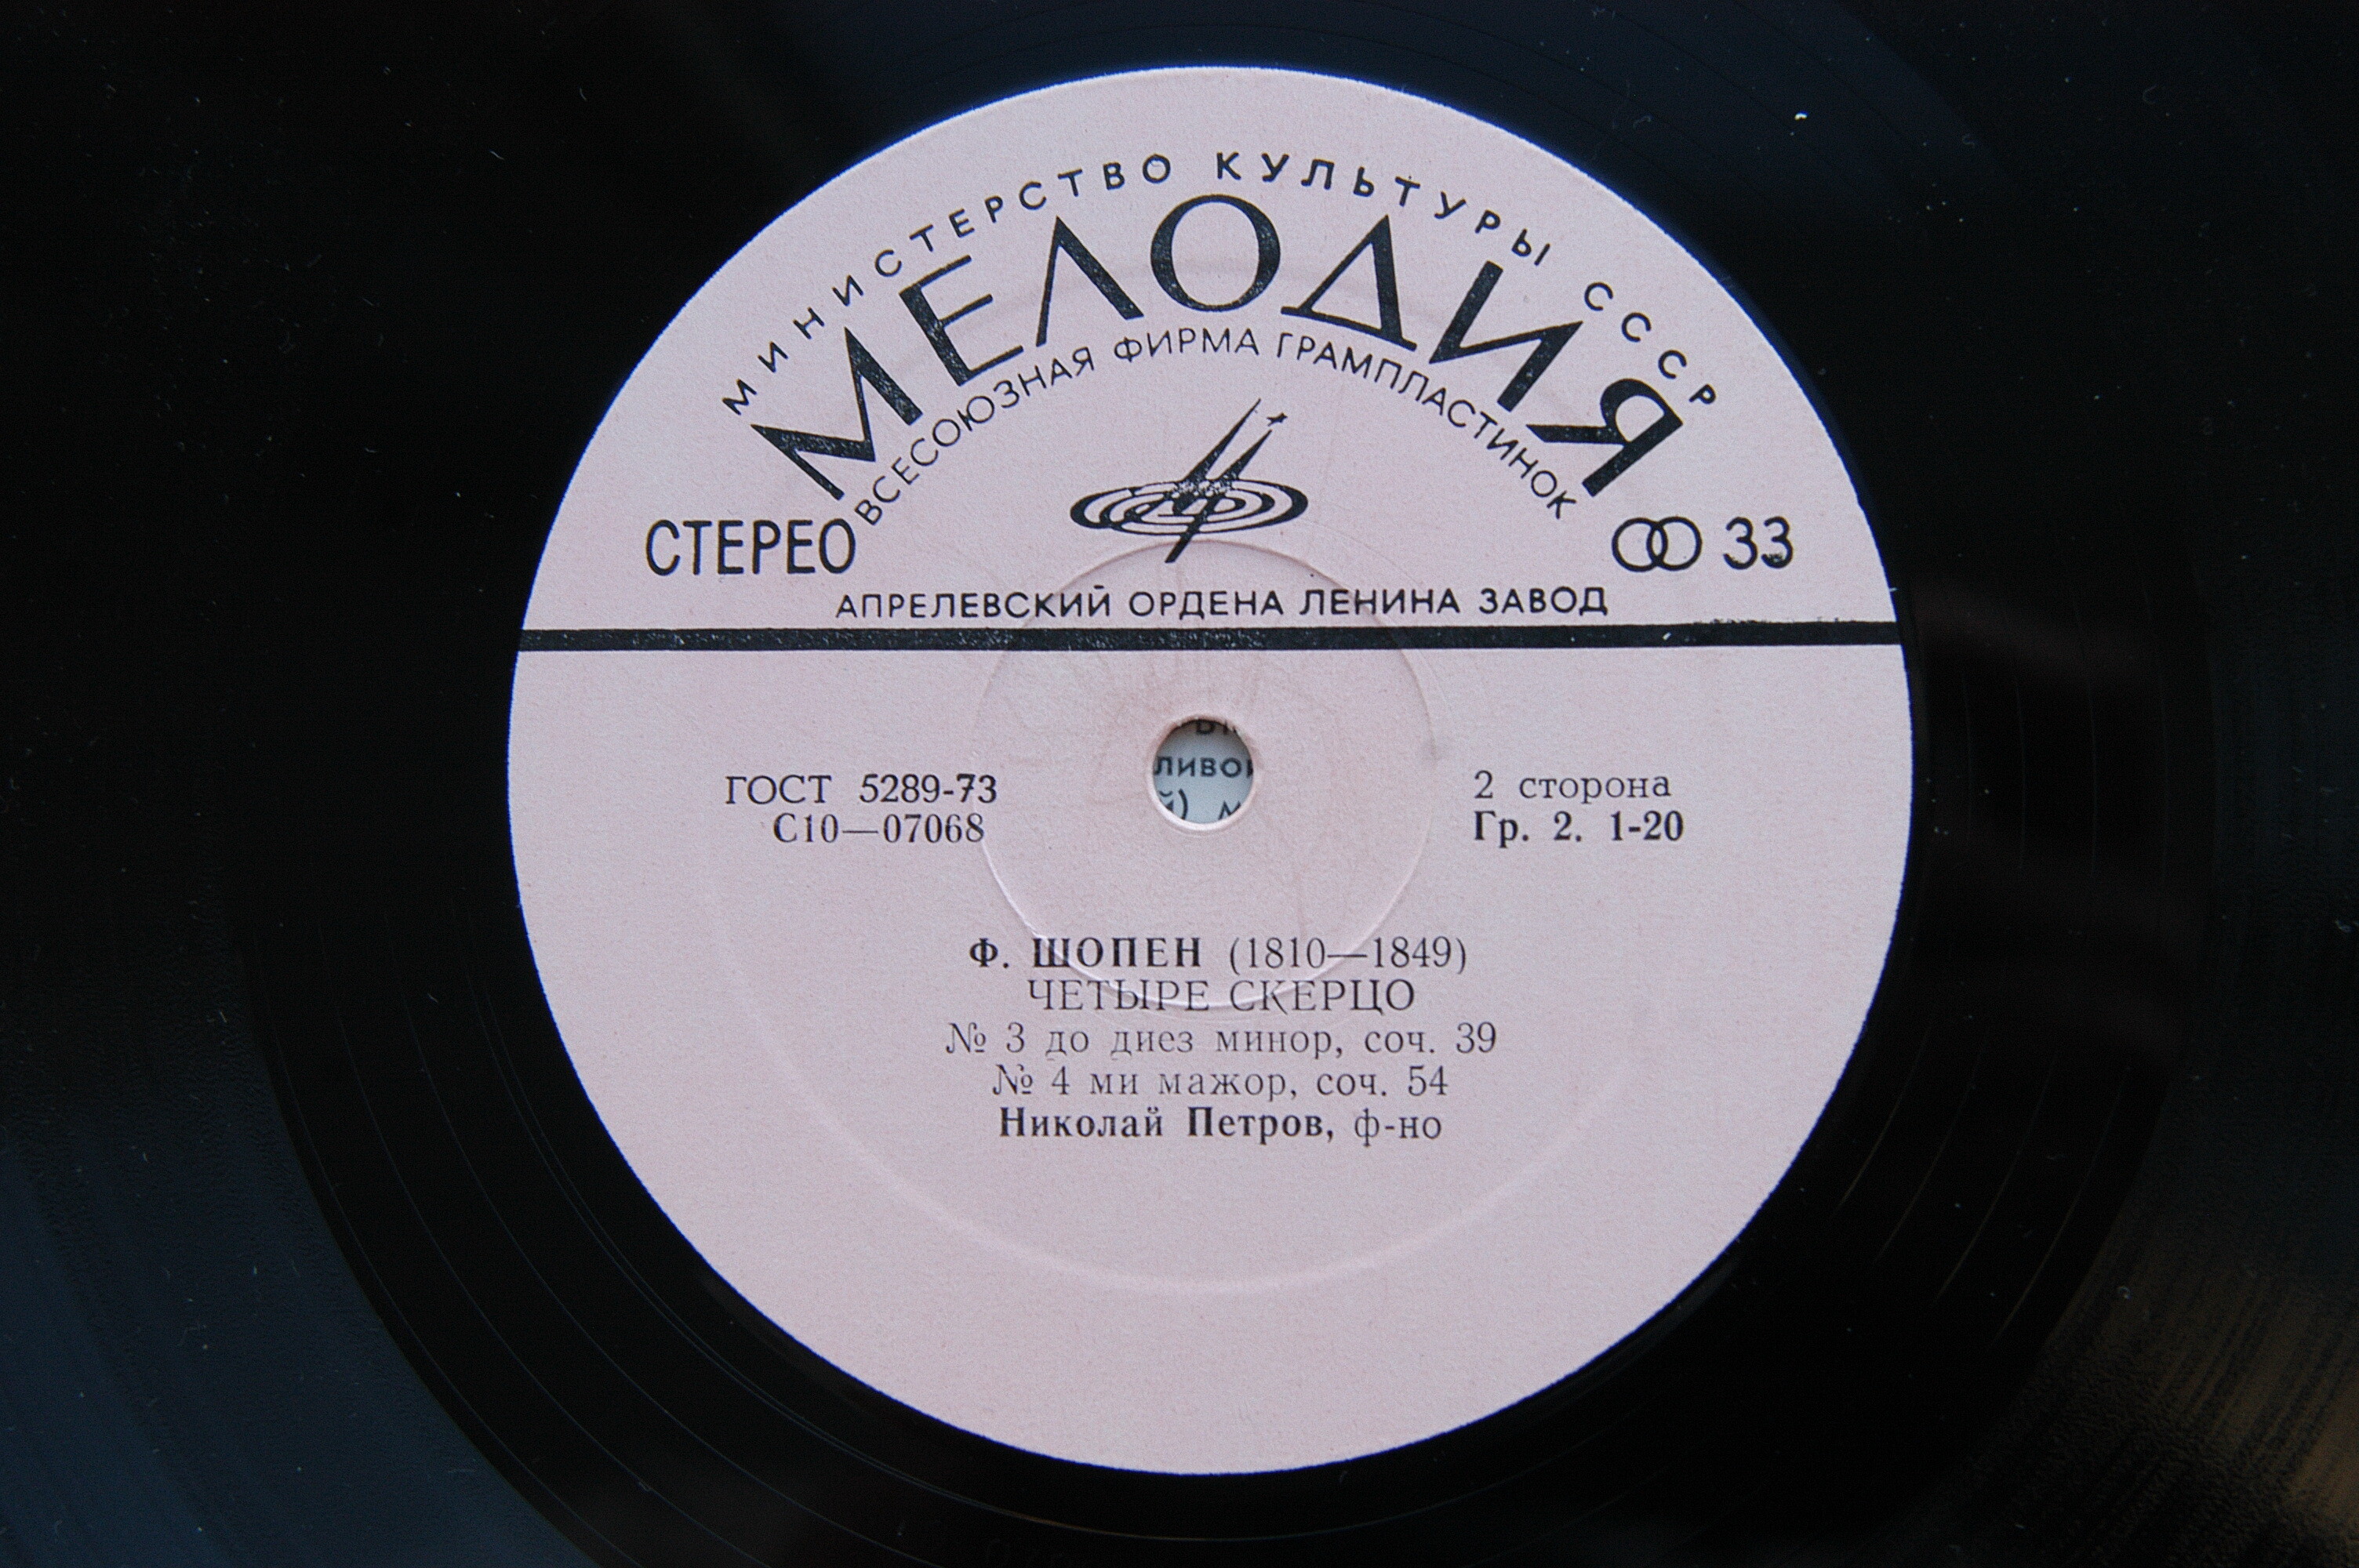 МИНИСТЕРСТВО КУЛЬТУРЫ СССР
МЕЛОДИЯ
ВСЕСОЮЗНАЯ ФИРМА ГРАМПЛАСТИНОК
СТЕРЕО
33
АПРЕЛЕВСКИЙ ОРДЕНА ЛЕНИНА ЗАВОД
ГОСТ 5289-73
С10—07068
2 сторона
Гр. 2. 1-20
Ф. ШОПЕН (1810—1849)
ЧЕТЫРЕ СКЕРЦО
№ 3 до диез минор, соч. 39
№ 4 ми мажор, соч. 54
Николай Петров, ф-но